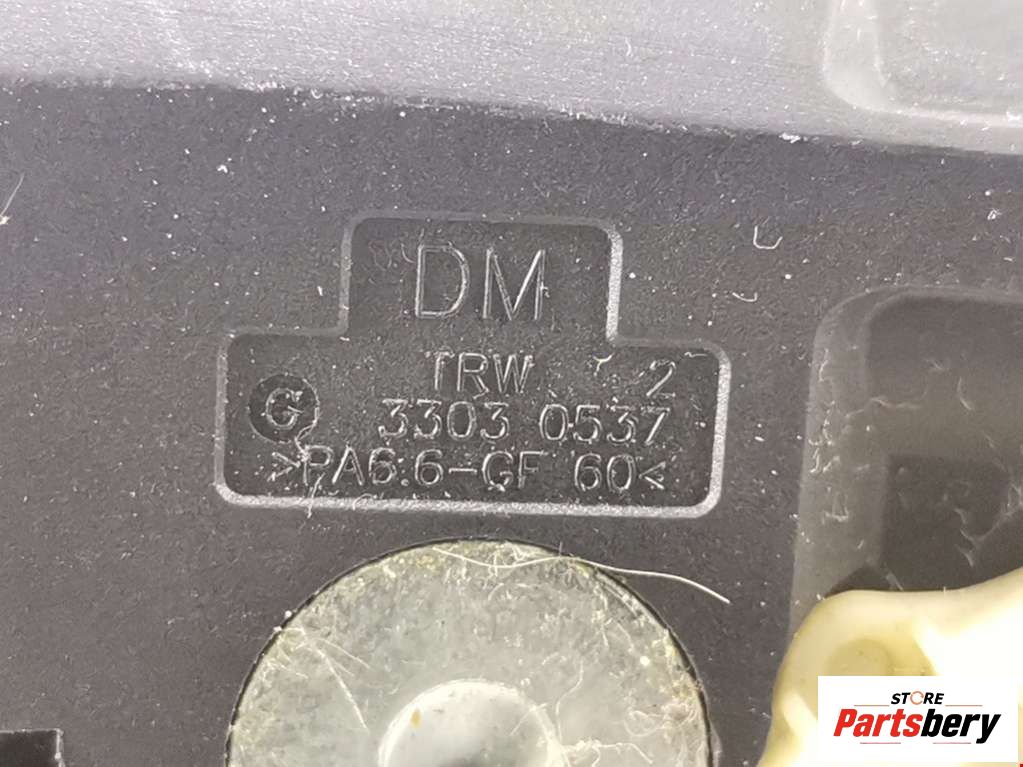 DM
TRW 2
G 3303 0537
>PA6.6-GF 60<
STORE
Partsbery